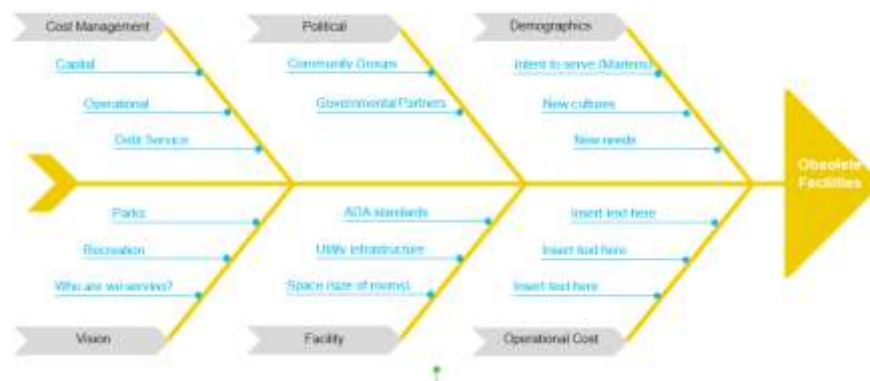 Cost Management
Political
Demographics
Capital
Community Groups
Intent to serve (Martens)
Operational
Governmental Partners
New cultures
Debt Service
New needs
Obsolete
Facilities
Parks
ADA standards
Insert text here
Recreation
Utility Infrastructure
Insert text here
Who are we serving?
Space (size of rooms)
Insert text here
Vision
Facility
Operational Cost